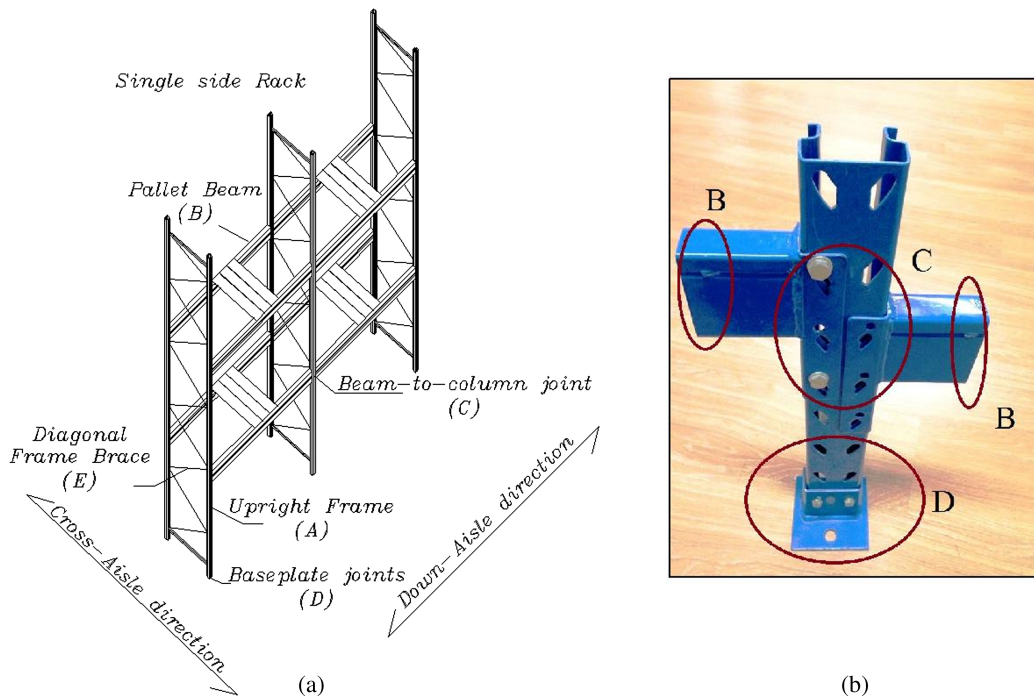 Single side Rack
Pallet Beam
(B)
Beam-to-column joint
(C)
Diagonal
Frame Brace
(E)
Upright Frame
(A)
Baseplate joints
(D)
Cross-Aisle direction
Down-Aisle direction
(a)
B
C
B
D
(b)